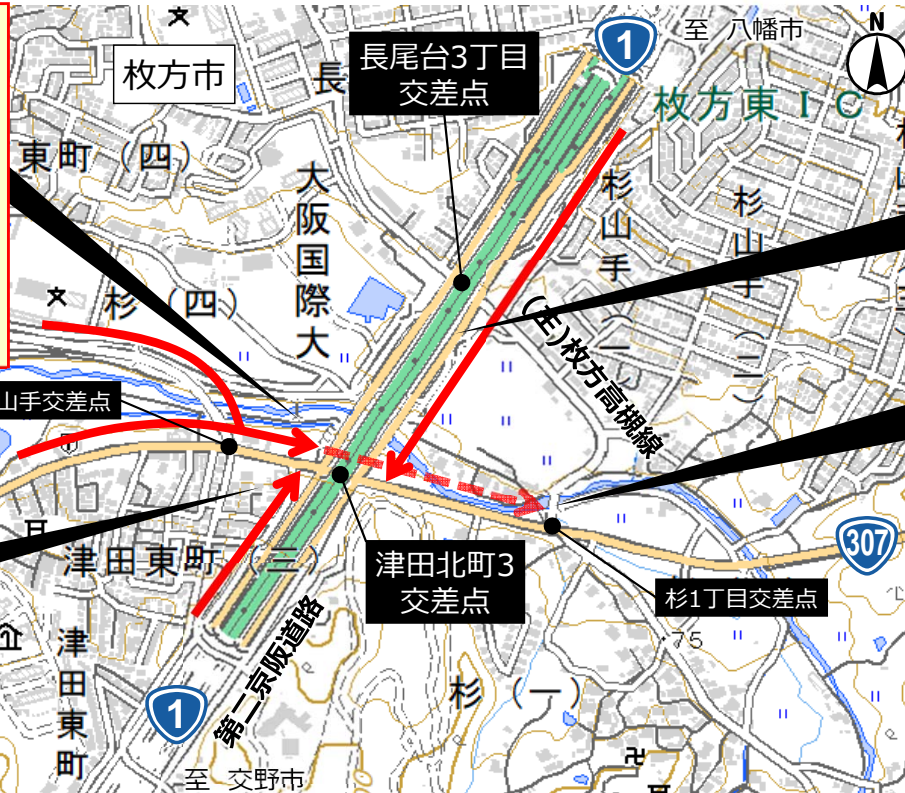 1
至 八幡市
N
長尾台3丁目
交差点
枚方市
長
枚方東IC
東町(四)
大阪国際大
杉山手(一)
杉山手(二)
杉(四)
(主)枚方高槻線
山手交差点
307
津田東町(三)
津田北町3
交差点
杉1丁目交差点
・75
津田東町
第二京阪道路
杉(一)
1
至 交野市